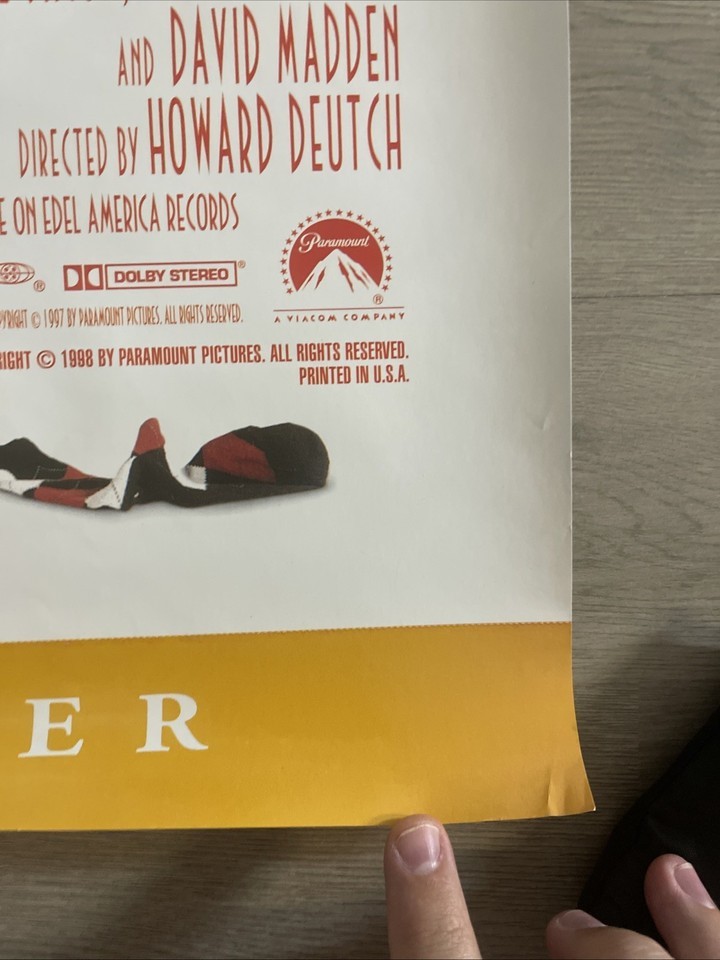 AND DAVID MADDEN
DIRECTED BY HOWARD DEUTCH
ON EDEL AMERICA RECORDS
® DOLBY STEREO ®
Paramount
®
A VIACOM COMPANY
© 1997 BY PARAMOUNT PICTURES. ALL RIGHTS RESERVED.
© 1998 BY PARAMOUNT PICTURES. ALL RIGHTS RESERVED.
PRINTED IN U.S.A.
ER